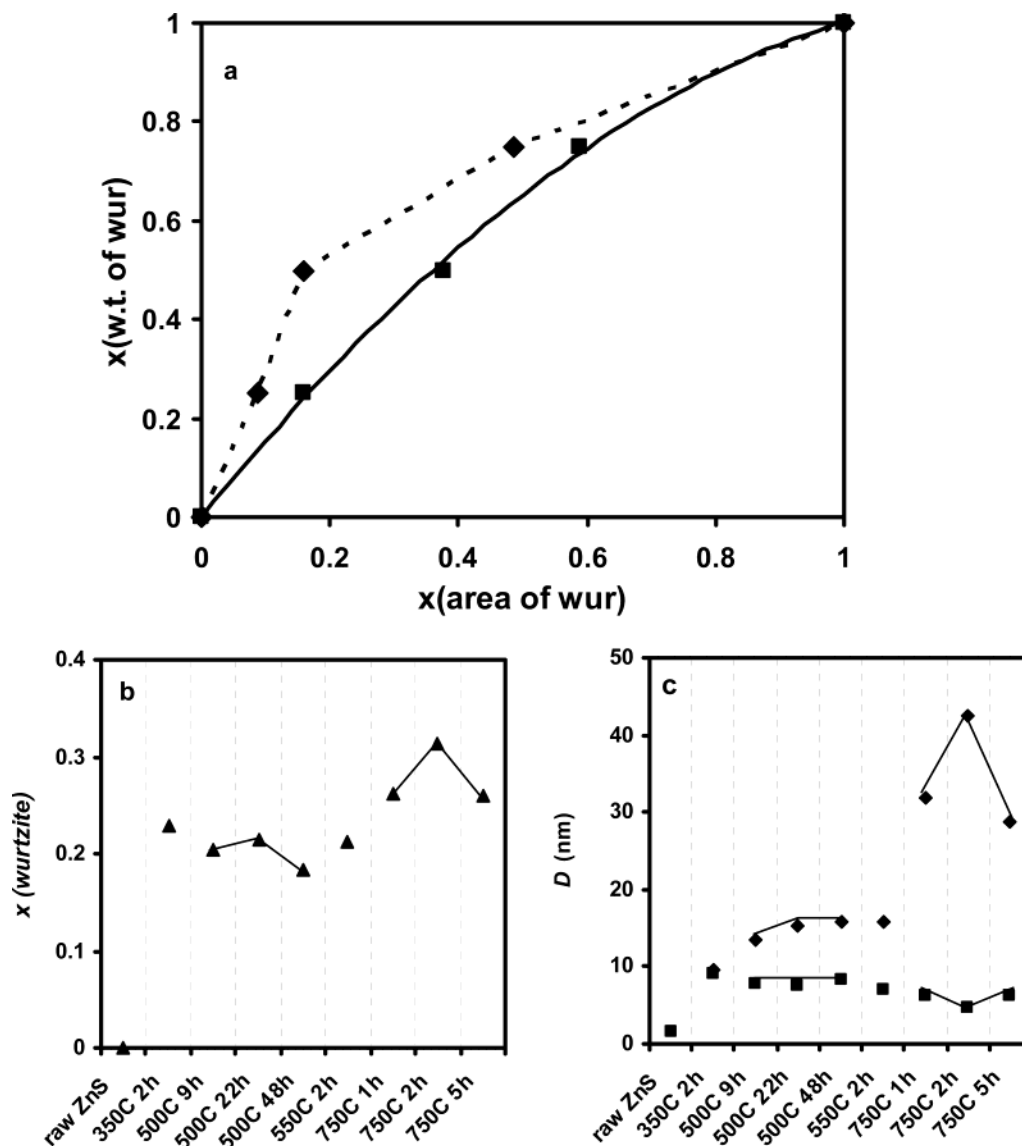 a
1
0.8
0.6
0.4
0.2
0
x(w.t. of wur)
0 0.2 0.4 0.6 0.8 1
x(area of wur)
b
0.4
0.3
0.2
0.1
0
x (wurtzite)
raw ZnS
350C 2h
500C 9h
500C 22h
500C 48h
550C 2h
750C 1h
750C 2h
750C 5h
c
50
40
30
20
10
0
D (nm)
raw ZnS
350C 2h
500C 9h
500C 22h
500C 48h
550C 2h
750C 1h
750C 2h
750C 5h